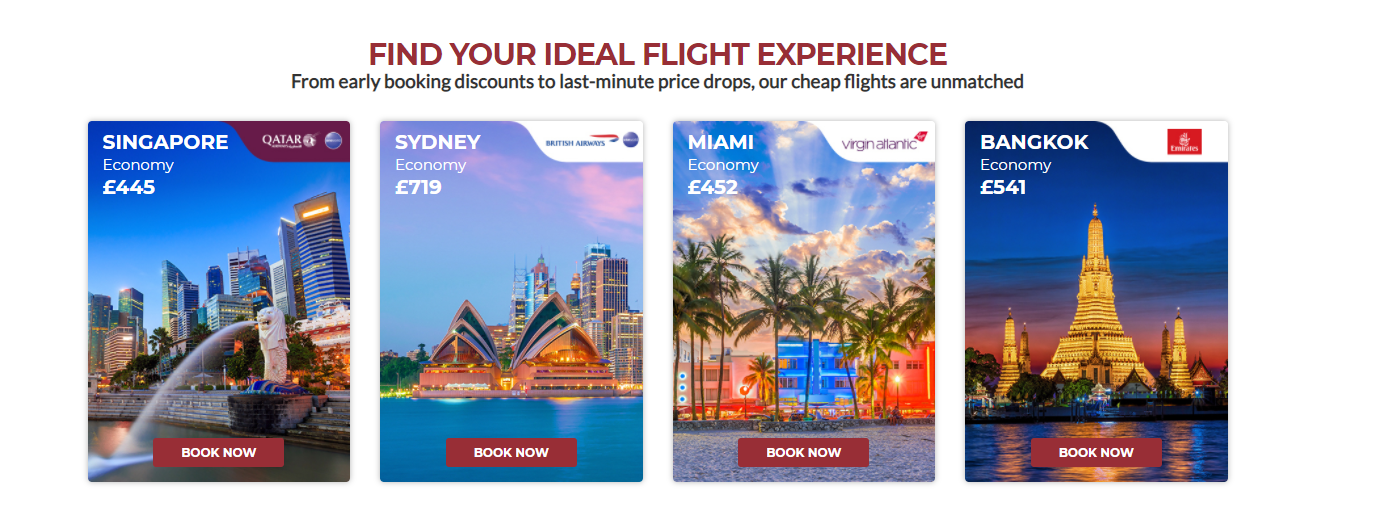 FIND YOUR IDEAL FLIGHT EXPERIENCE
From early booking discounts to last-minute price drops, our cheap flights are unmatched
SINGAPORE
QATAR
Economy
£445
BOOK NOW
SYDNEY
BRITISH AIRWAYS
Economy
£719
BOOK NOW
MIAMI
virgin atlantic
Economy
£452
BOOK NOW
BANGKOK
Emirates
Economy
£541
BOOK NOW